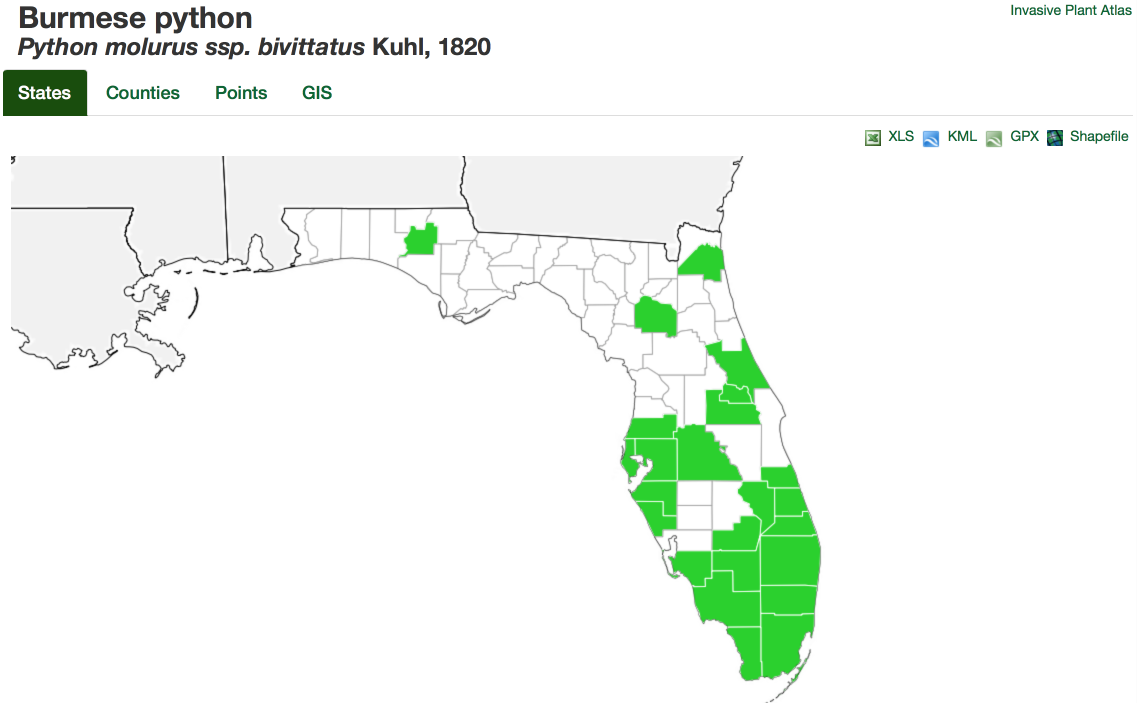 Invasive Plant Atlas
Burmese python
Python molurus ssp. bivittatus Kuhl, 1820
States Counties Points GIS
XLS KML GPX Shapefile